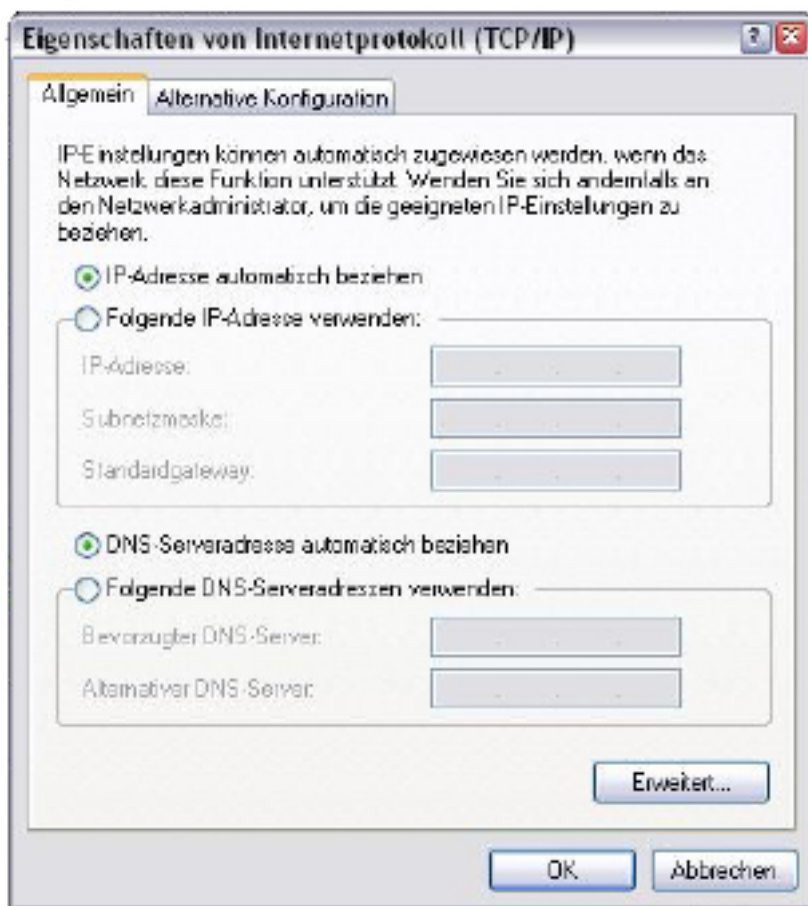 Eigenschaften von Internetprotokoll (TCP/IP)
Allgemein
Alternative Konfiguration
IP-Einstellungen können automatisch zugewiesen werden, wenn das
Netzwerk diese Funktion unterstützt. Wenden Sie sich andernfalls an
den Netzwerkadministrator, um die geeigneten IP-Einstellungen zu
beziehen.
IP-Adresse automatisch beziehen
Folgende IP-Adresse verwenden:
IP-Adresse:
Subnetzmaske:
Standardgateway:
DNS-Serveradresse automatisch beziehen
Folgende DNS-Serveradressen verwenden:
Bevorzugter DNS-Server:
Alternativer DNS-Server:
Erweitert...
OK
Abbrechen